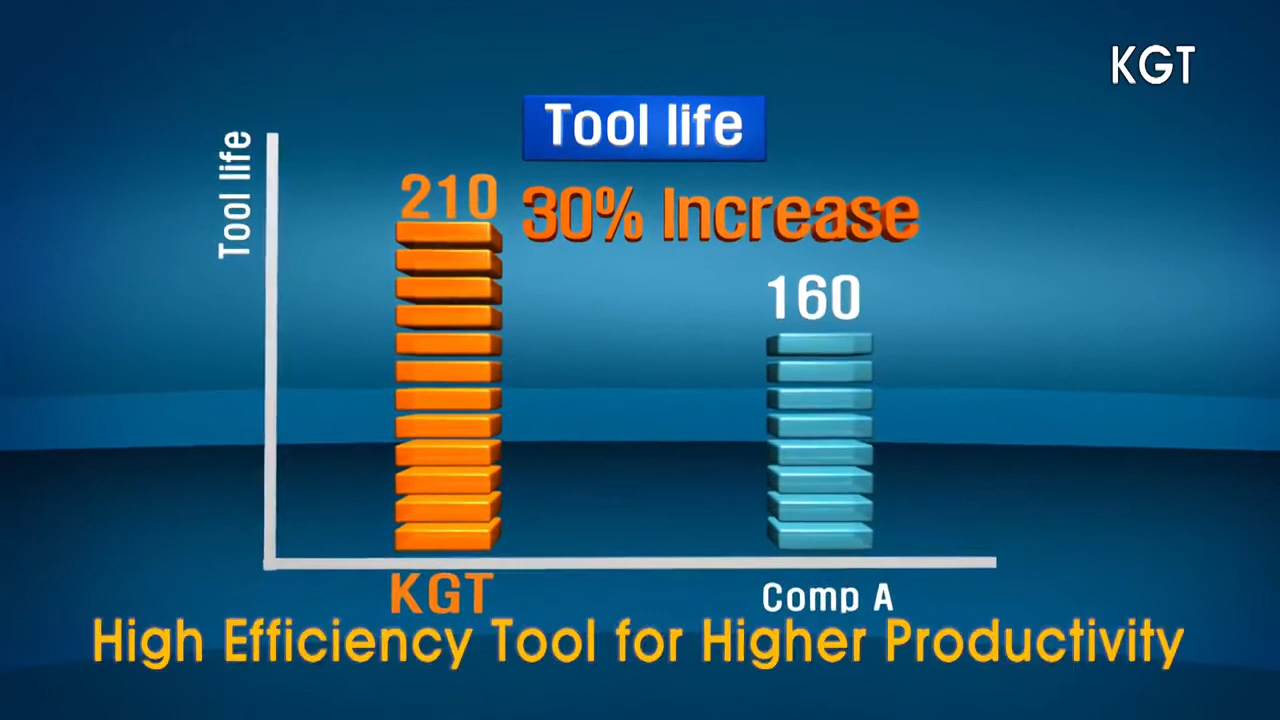 KGT
Tool life
Tool life
210
30% Increase
160
KGT
Comp A
High Efficiency Tool for Higher Productivity